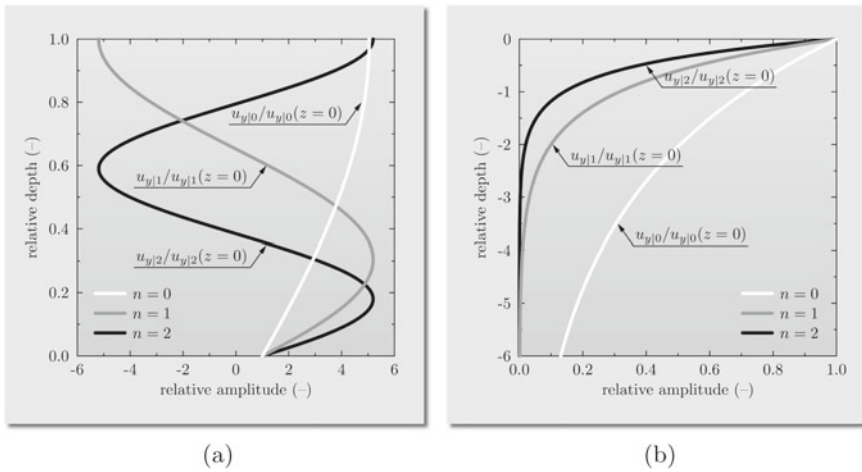 1.0
0.8
0.6
0.4
0.2
0.0
relative depth (–)
-6
-4
-2
0
2
4
6
relative amplitude (–)
u_{y|0}/u_{y|0}(z = 0)
u_{y|1}/u_{y|1}(z = 0)
u_{y|2}/u_{y|2}(z = 0)
n = 0
n = 1
n = 2
(a)
0
-1
-2
-3
-4
-5
-6
relative depth (–)
0.0
0.2
0.4
0.6
0.8
1.0
relative amplitude (–)
u_{y|2}/u_{y|2}(z = 0)
u_{y|1}/u_{y|1}(z = 0)
u_{y|0}/u_{y|0}(z = 0)
n = 0
n = 1
n = 2
(b)